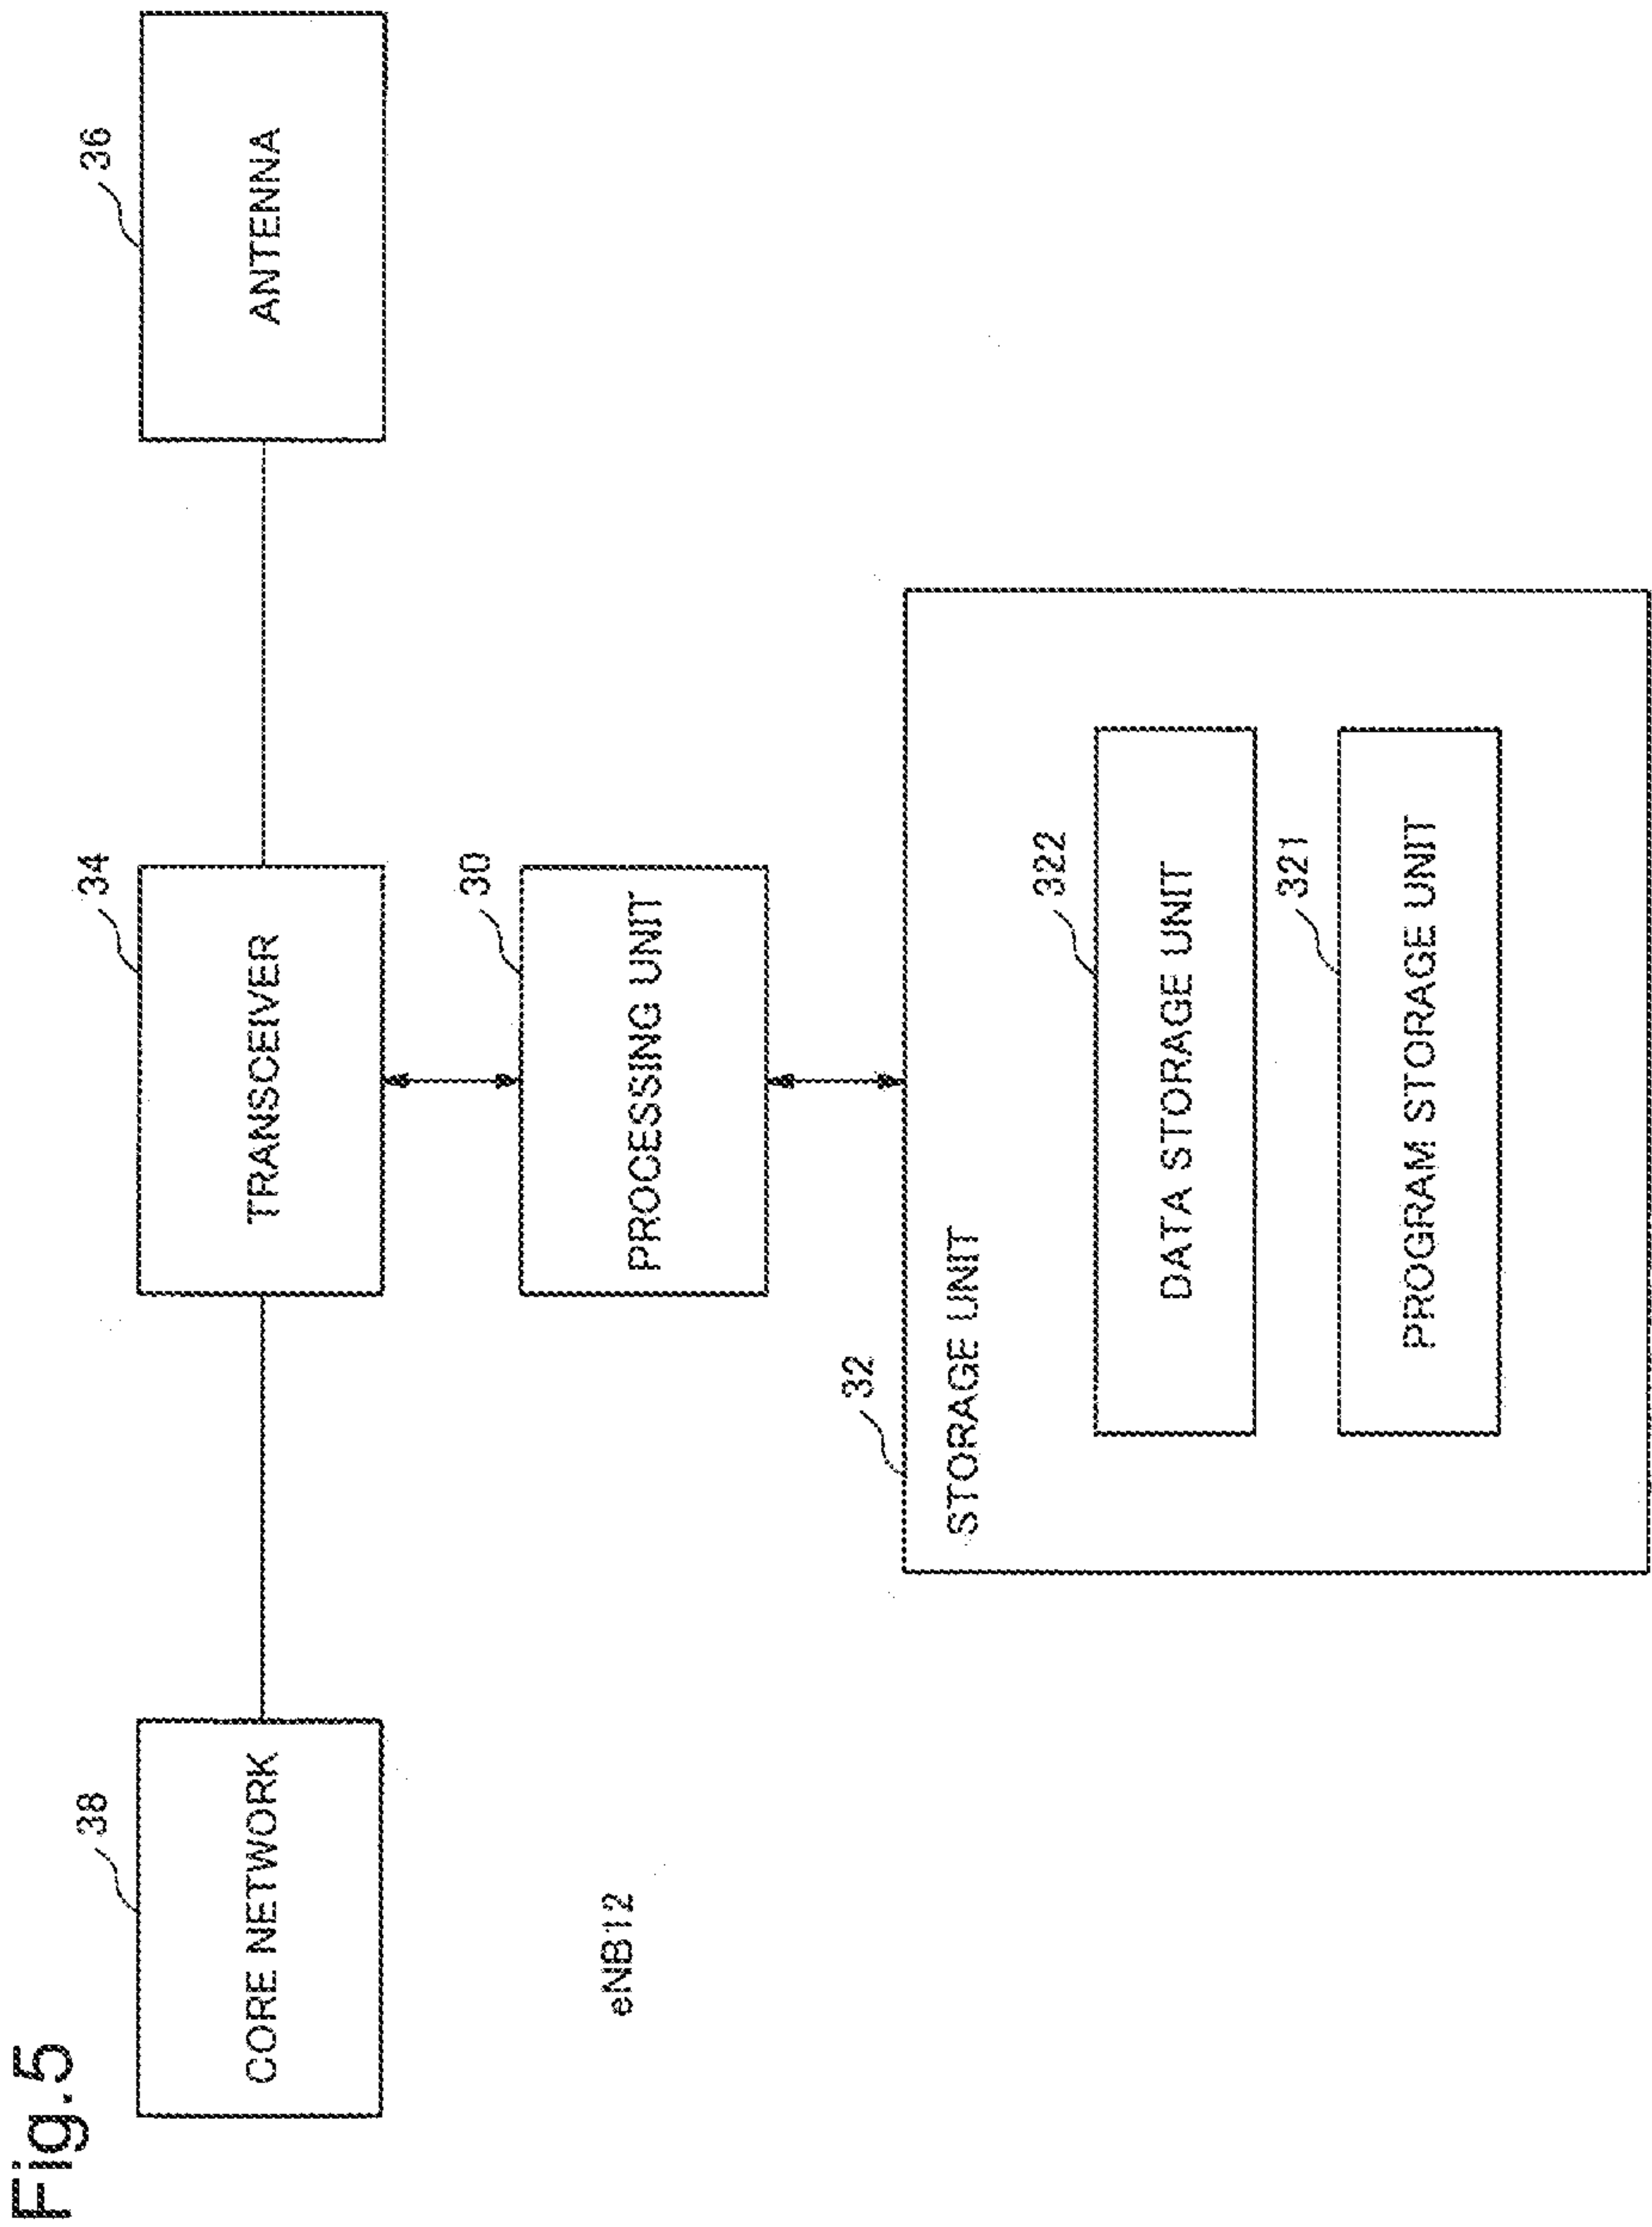 Fig.5
38
34
36
CORE NETWORK
TRANSCEIVER
ANTENNA
30
eNB12
PROCESSING UNIT
32
STORAGE UNIT
322
DATA STORAGE UNIT
321
PROGRAM STORAGE UNIT